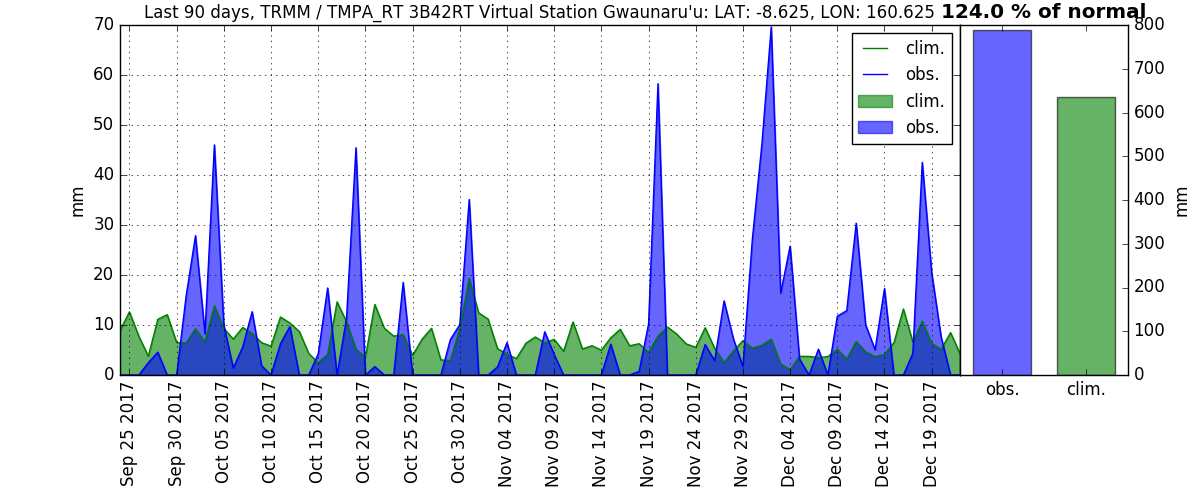 Last 90 days, TRMM / TMPA_RT 3B42RT Virtual Station Gwaunaru'u: LAT: -8.625, LON: 160.625 124.0 % of normal
70
60
50
40
30
20
10
0
mm
clim.
obs.
clim.
obs.
Sep 25 2017
Sep 30 2017
Oct 05 2017
Oct 10 2017
Oct 15 2017
Oct 20 2017
Oct 25 2017
Oct 30 2017
Nov 04 2017
Nov 09 2017
Nov 14 2017
Nov 19 2017
Nov 24 2017
Nov 29 2017
Dec 04 2017
Dec 09 2017
Dec 14 2017
Dec 19 2017
800
700
600
500
400
300
200
100
0
mm
obs. clim.